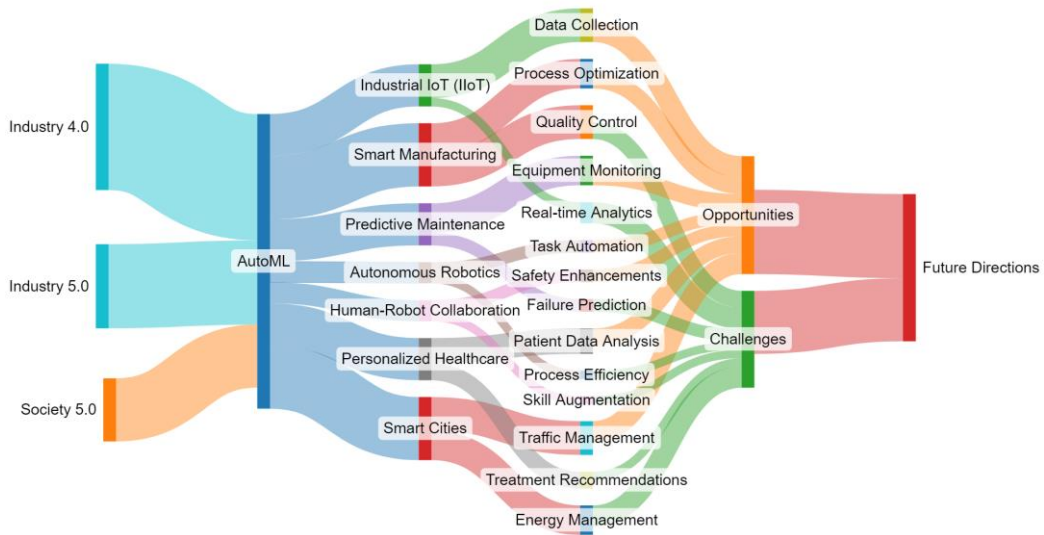 Industry 4.0
Industry 5.0
Society 5.0
AutoML
Industrial IoT (IIoT)
Smart Manufacturing
Predictive Maintenance
Autonomous Robotics
Human-Robot Collaboration
Personalized Healthcare
Smart Cities
Data Collection
Process Optimization
Quality Control
Equipment Monitoring
Real-time Analytics
Task Automation
Safety Enhancements
Failure Prediction
Patient Data Analysis
Process Efficiency
Skill Augmentation
Traffic Management
Treatment Recommendations
Energy Management
Opportunities
Challenges
Future Directions